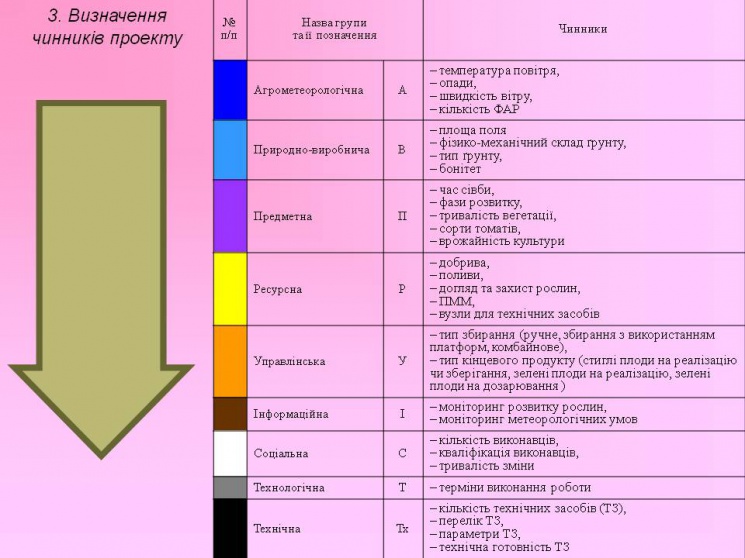 3. Визначення
чинників проекту
№
п/п
Назва групи
та її позначення
Чинники
Агрометеорологічна
А
– температура повітря,
– опади,
– швидкість вітру,
– кількість ФАР
Природно-виробнича
В
– площа поля
– фізико-механічний склад ґрунту,
– тип ґрунту,
– бонітет
Предметна
П
– час сівби,
– фази розвитку,
– тривалість вегетації,
– сорти томатів,
– врожайність культури
Ресурсна
Р
– добрива,
– поливи,
– догляд та захист рослин,
– ПММ,
– вузли для технічних засобів
Управлінська
У
– тип збирання (ручне, збирання з використанням
платформ, комбайнове),
– тип кінцевого продукту (стиглі плоди на реалізацію
чи зберігання, зелені плоди на реалізацію, зелені
плоди на дозарювання )
Інформаційна
І
– моніторинг розвитку рослин,
– моніторинг метеорологічних умов
Соціальна
С
– кількість виконавців,
– кваліфікація виконавців,
– тривалість зміни
Технологічна
Т
– терміни виконання роботи
Технічна
Тх
– кількість технічних засобів (ТЗ),
– перелік ТЗ,
– параметри ТЗ,
– технічна готовність ТЗ